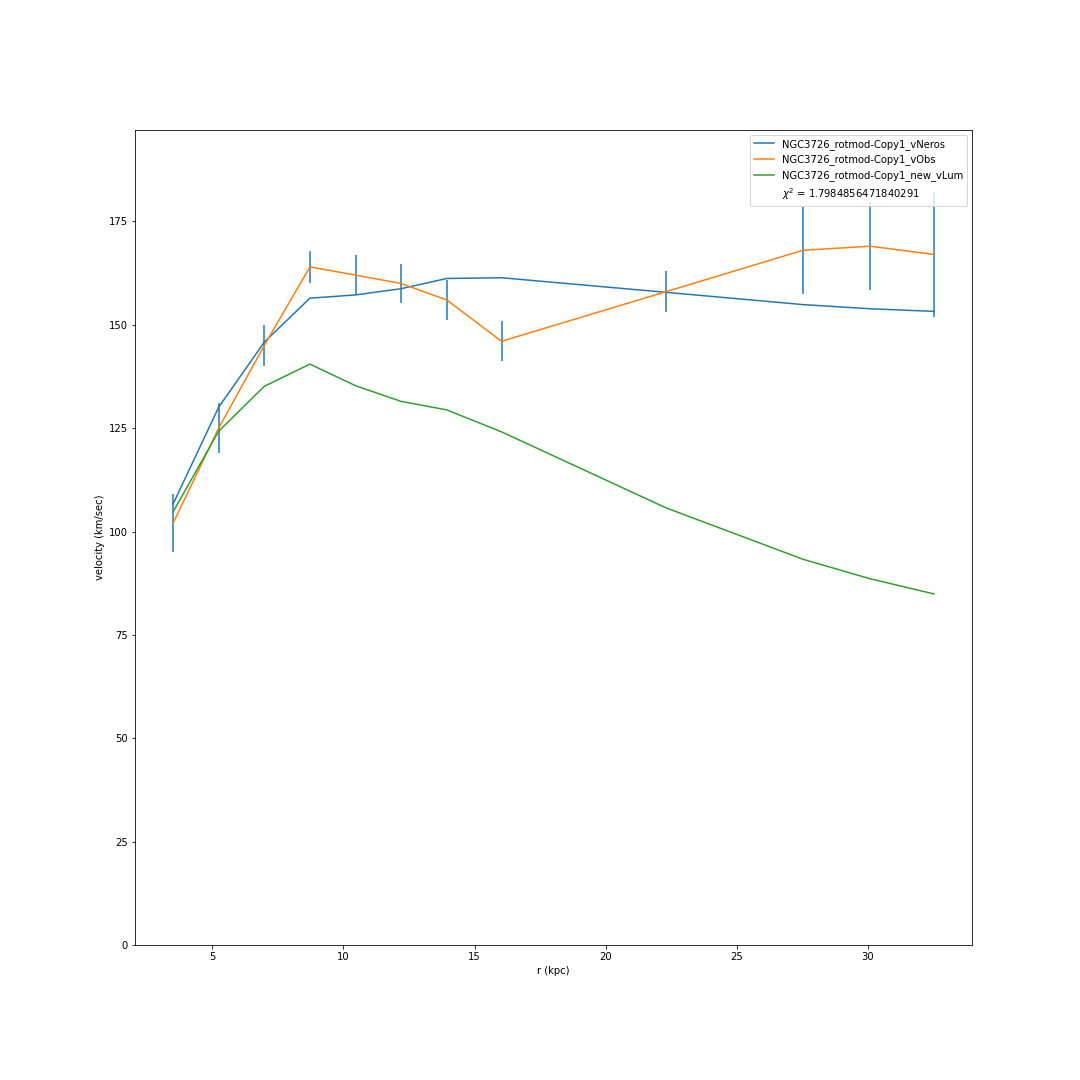 NGC3726_rotmod-Copy1_vNeros
NGC3726_rotmod-Copy1_vObs
NGC3726_rotmod-Copy1_new_vLum
χ² = 1.7984856471840291
175
150
125
100
75
50
25
0
velocity (km/sec)
5 10 15 20 25 30
r (kpc)